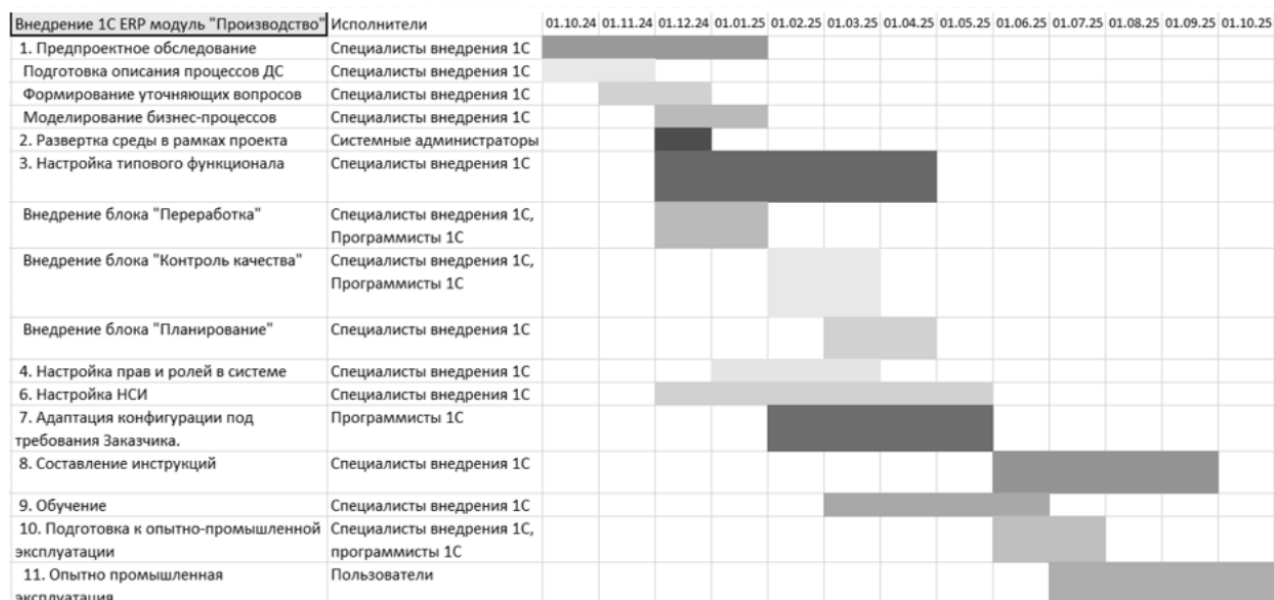 Внедрение 1С ERP модуль "Производство" Исполнители 01.10.24 01.11.24 01.12.24 01.01.25 01.02.25 01.03.25 01.04.25 01.05.25 01.06.25 01.07.25 01.08.25 01.09.25 01.10.25
1. Предпроектное обследование Специалисты внедрения 1С
Подготовка описания процессов ДС Специалисты внедрения 1С
Формирование уточняющих вопросов Специалисты внедрения 1С
Моделирование бизнес-процессов Специалисты внедрения 1С
2. Развертка среды в рамках проекта Системные администраторы
3. Настройка типового функционала Специалисты внедрения 1С
Внедрение блока "Переработка" Специалисты внедрения 1С,
Программисты 1С
Внедрение блока "Контроль качества" Специалисты внедрения 1С,
Программисты 1С
Внедрение блока "Планирование" Специалисты внедрения 1С
4. Настройка прав и ролей в системе Специалисты внедрения 1С
6. Настройка НСИ Специалисты внедрения 1С
7. Адаптация конфигурации под Программисты 1С
требования Заказчика.
8. Составление инструкций Специалисты внедрения 1С
9. Обучение Специалисты внедрения 1С
10. Подготовка к опытно-промышленной Специалисты внедрения 1С,
эксплуатации программисты 1С
11. Опытно промышленная Пользователи
эксплуатация